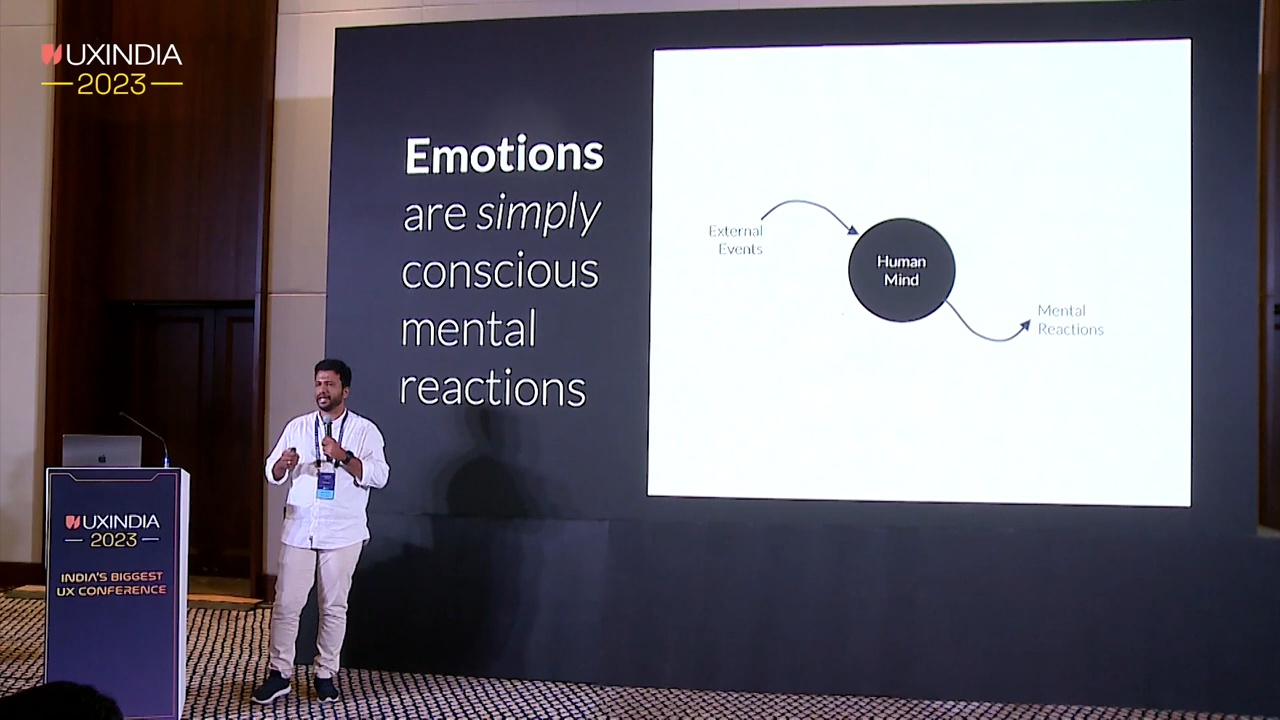 UXINDIA
2023
Emotions
are simply
conscious
mental
reactions
External
Events
Human
Mind
Mental
Reactions
UXINDIA
2023
INDIA'S BIGGEST
UX CONFERENCE